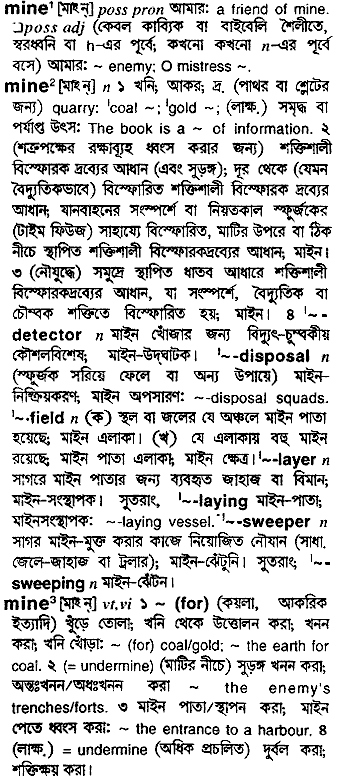 mine¹ [মাইন্] poss pron আমার: a friend of mine.
□poss adj (কেবল কাব্যিক বা বাইবেলি শৈলীতে,
স্বরধ্বনি বা h-এর পূর্বে; কখনো কখনো n-এর পূর্বে
বসে) আমার: ~ enemy; O mistress ~.
mine² [মাইন্] n ১ খনি; আকর; দ্র. (পাথর বা শ্লেটের
জন্য) quarry: ˈcoal ~; ˈgold ~; (লাক্ষ.) সমৃদ্ধ বা
পর্যাপ্ত উৎস: The book is a ~ of information. ২
(শত্রুপক্ষের রক্ষাব্যূহ ধ্বংস করার জন্য) শক্তিশালী
বিস্ফোরক দ্রব্যের আধান (এবং সুড়ঙ্গ); দূর থেকে (যেমন
বৈদ্যুতিকভাবে) বিস্ফোরিত শক্তিশালী বিস্ফোরক দ্রব্যের
আধান; যানবাহনের সংস্পর্শে বা নিয়তকাল স্ফূর্জকের
(টাইম ফিউজ) সাহায্যে বিস্ফোরিত, মাটির উপরে বা ঠিক
নীচে স্থাপিত শক্তিশালী বিস্ফোরকদ্রব্যের আধান; মাইন।
৩ (নৌযুদ্ধে) সমুদ্রে স্থাপিত ধাতব আধারে শক্তিশালী
বিস্ফোরকদ্রব্যের আধান, যা সংস্পর্শে, বৈদ্যুতিক বা
চৌম্বক শক্তিতে বিস্ফোরিত হয়; মাইন। ৪ ˈ~-
detector n মাইন খোঁজার জন্য বিদ্যুৎ-চুম্বকীয়
কৌশলবিশেষ; মাইন-উদ্‌ঘাটক। ˈ~-disposal n
(স্ফূর্জক সরিয়ে ফেলে বা অন্য উপায়ে) মাইন-
নিষ্ক্রিয়করণ; মাইন অপসারণ: ~-disposal squads.
ˈ~-field n (ক) স্থল বা জলের যে অঞ্চলে মাইন পাতা
হয়েছে; মাইন এলাকা। (খ) যে এলাকায় বহু মাইন
রয়েছে; মাইন পাতা এলাকা; মাইন ক্ষেত্র। ˈ~-layer n
সাগরে মাইন পাতার জন্য ব্যবহৃত জাহাজ বা বিমান;
মাইন-সংস্থাপক। সুতরাং, ˈ~-laying মাইন-পাতা;
মাইনসংস্থাপক: ~-laying vessel. ˈ~-sweeper n
সাগর মাইন-মুক্ত করার কাজে নিয়োজিত নৌযান (সাধা.
জেলে-জাহাজ বা ট্রলার); মাইন-ঝেঁটুনি। সুতরাং, ˈ~-
sweeping n মাইন-ঝেঁটন।
mine³ [মাইন্] vt,vi ১ ~ (for) (কয়লা, আকরিক
ইত্যাদি) খুঁড়ে তোলা; খনি থেকে উত্তোলন করা; খনন
করা; খনি খোঁড়া: ~ (for) coal/gold; ~ the earth for
coal. ২ (= undermine) (মাটির নীচে) সুড়ঙ্গ খনন করা;
অন্তঃখনন/অধঃখনন করা ~ the enemy's
trenches/forts. ৩ মাইন পাতা/স্থাপন করা; মাইন
পেতে ধ্বংস করা: ~ the entrance to a harbour. ৪
(লাক্ষ.) = undermine (অধিক প্রচলিত) দুর্বল করা;
শক্তিক্ষয় করা।